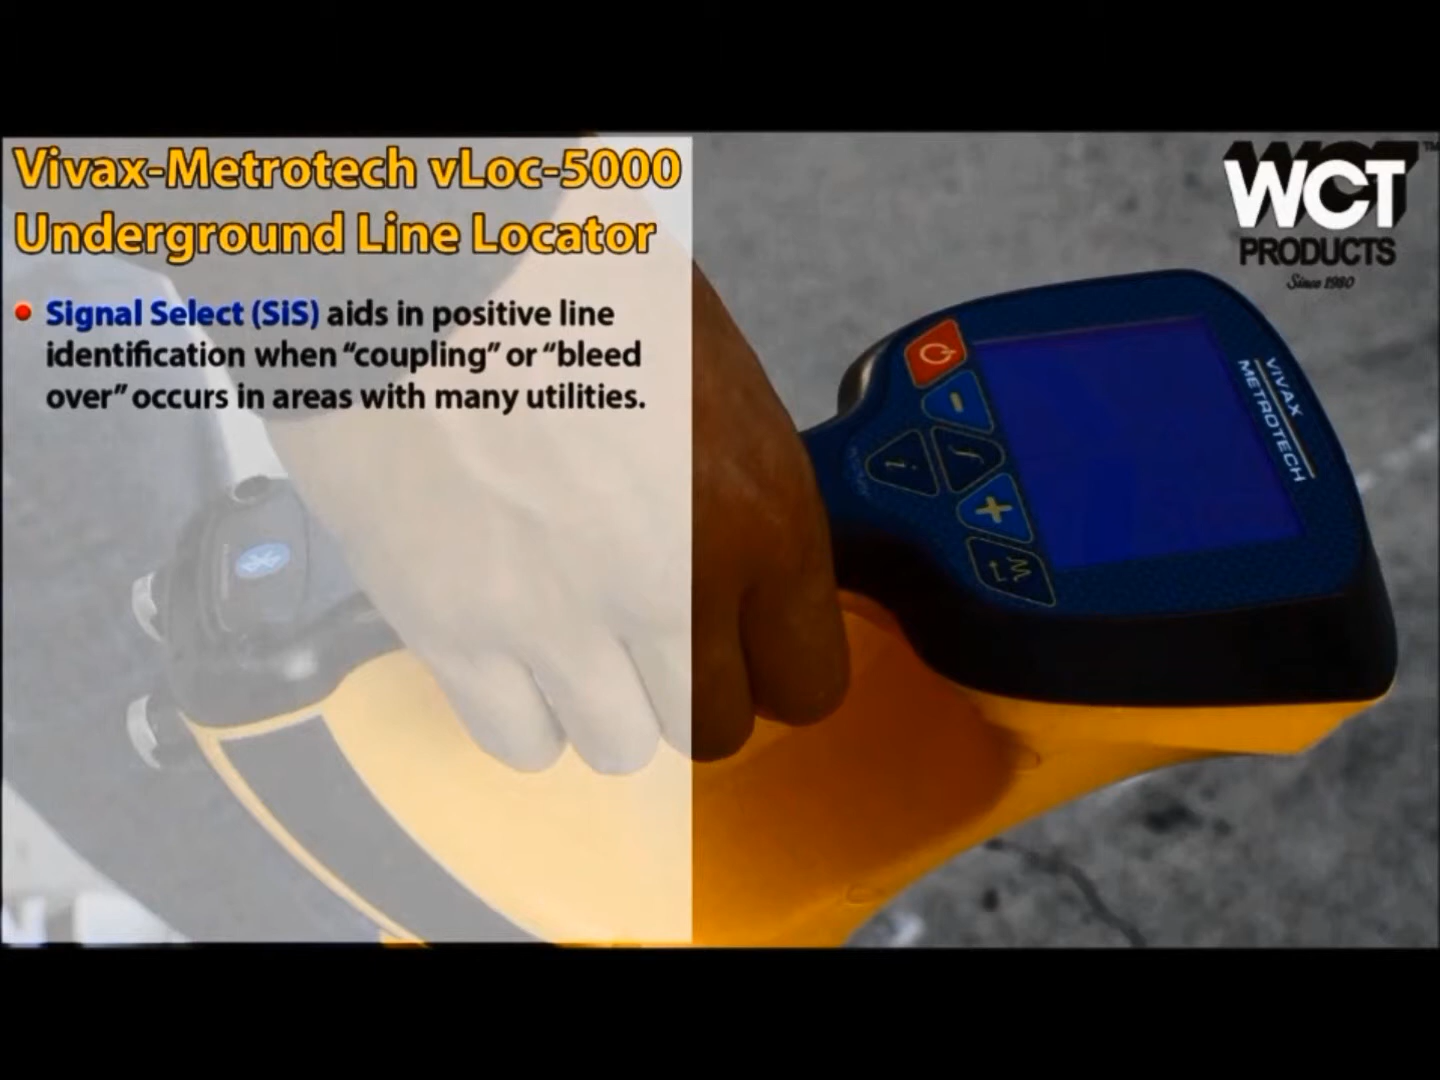 Vivax-Metrotech vLoc-5000
Underground Line Locator
• Signal Select (SiS) aids in positive line
identification when “coupling” or “bleed
over” occurs in areas with many utilities.
WCT™
PRODUCTS
Since 1980
VIVAX
METROTECH
-
f
i
+
M